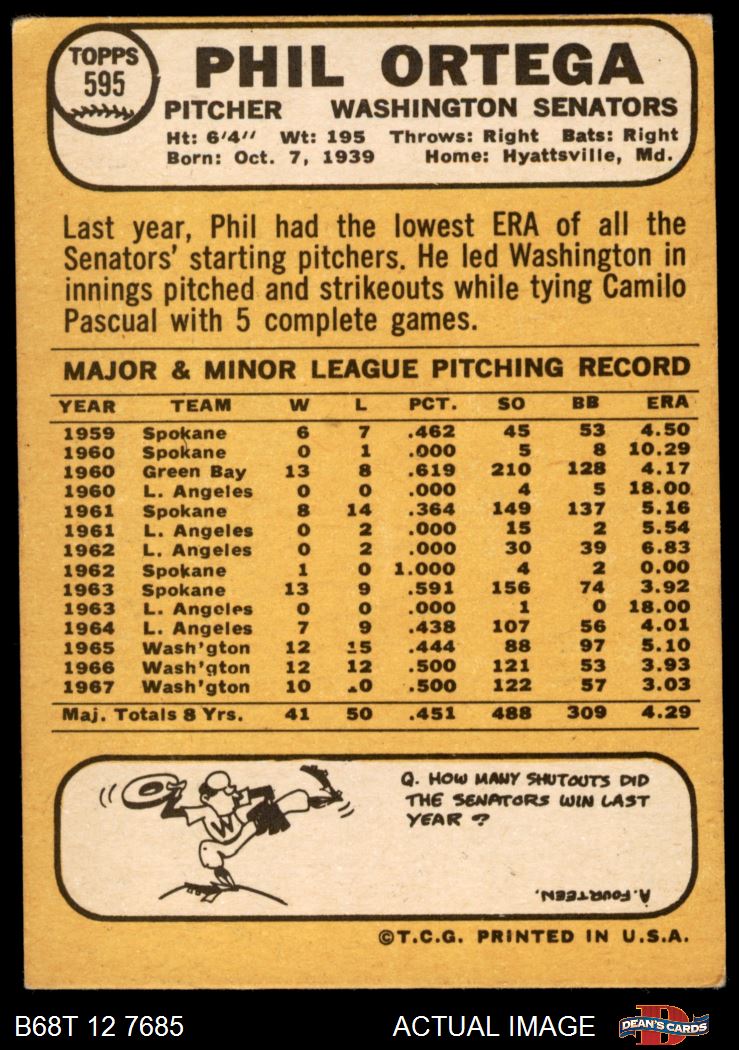 TOPPS
595
PHIL ORTEGA
PITCHER WASHINGTON SENATORS
Ht: 6'4" Wt: 195 Throws: Right Bats: Right
Born: Oct. 7, 1939 Home: Hyattsville, Md.
Last year, Phil had the lowest ERA of all the
Senators' starting pitchers. He led Washington in
innings pitched and strikeouts while tying Camilo
Pascual with 5 complete games.
MAJOR & MINOR LEAGUE PITCHING RECORD
YEAR TEAM W L PCT. SO BB ERA
1959 Spokane 6 7 .462 45 53 4.50
1960 Spokane 0 1 .000 5 8 10.29
1960 Green Bay 13 8 .619 210 128 4.17
1960 L. Angeles 0 0 .000 4 5 18.00
1961 Spokane 8 14 .364 149 137 5.16
1961 L. Angeles 0 2 .000 15 2 5.54
1962 L. Angeles 0 2 .000 30 39 6.83
1962 Spokane 1 0 1.000 4 2 0.00
1963 Spokane 13 9 .591 156 74 3.92
1963 L. Angeles 0 0 .000 1 0 18.00
1964 L. Angeles 7 9 .438 107 56 4.01
1965 Wash'gton 12 15 .444 88 97 5.10
1966 Wash'gton 12 12 .500 121 53 3.93
1967 Wash'gton 10 10 .500 122 57 3.03
Maj. Totals 8 Yrs. 41 50 .451 488 309 4.29
W
Q. HOW MANY SHUTOUTS DID
THE SENATORS WIN LAST
YEAR ?
A. FOURTEEN.
©T.C.G. PRINTED IN U.S.A.
B68T 12 7685 ACTUAL IMAGE
D
DEAN'S CARDS